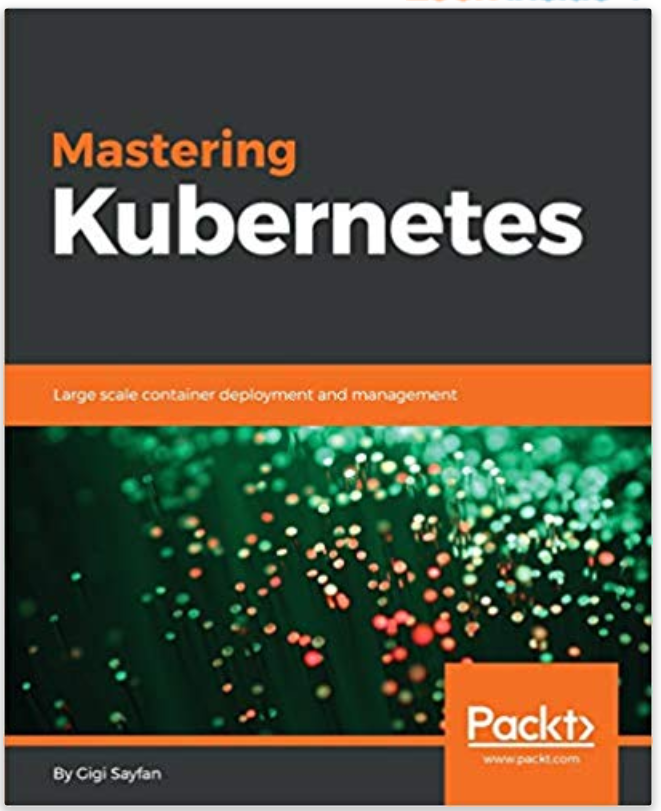 Mastering
Kubernetes
Large scale container deployment and management
Packt>
www.packt.com
By Gigi Sayfan